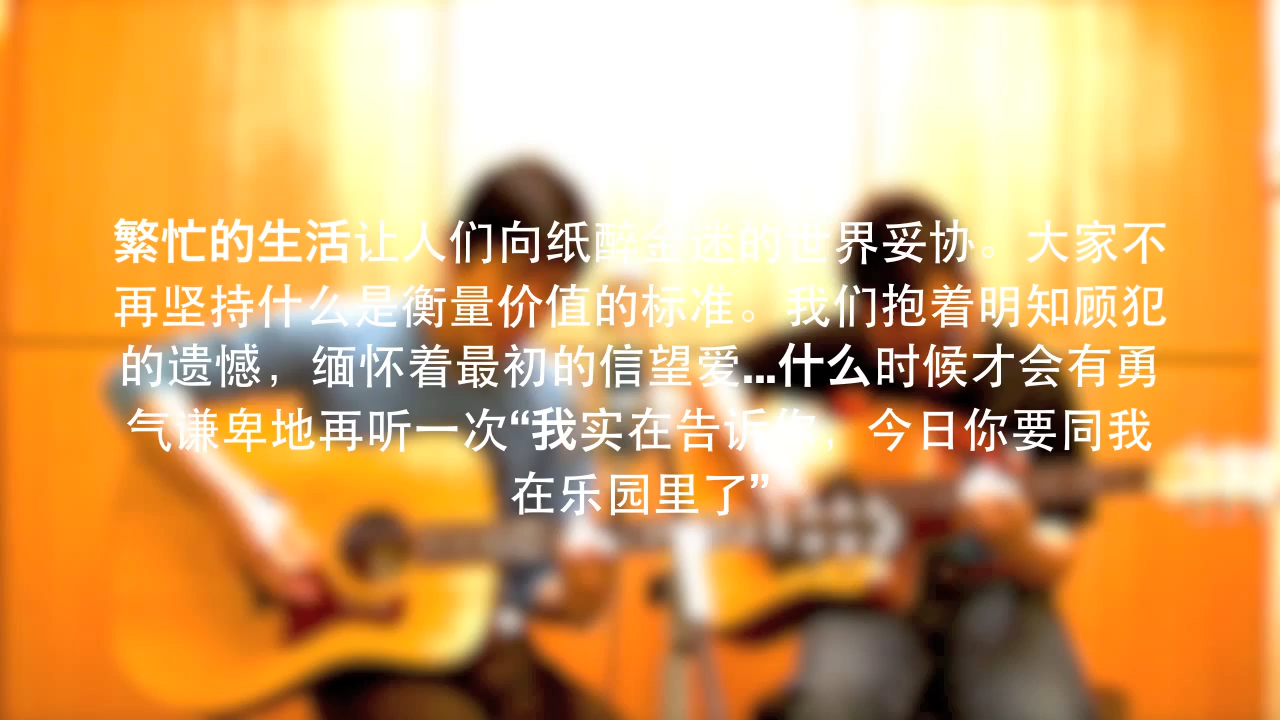 繁忙的生活让人们向纸醉金迷的世界妥协。大家不
再坚持什么是衡量价值的标准。我们抱着明知顾犯
的遗憾，缅怀着最初的信望爱...什么时候才会有勇
气谦卑地再听一次“我实在告诉你，今日你要同我
在乐园里了”